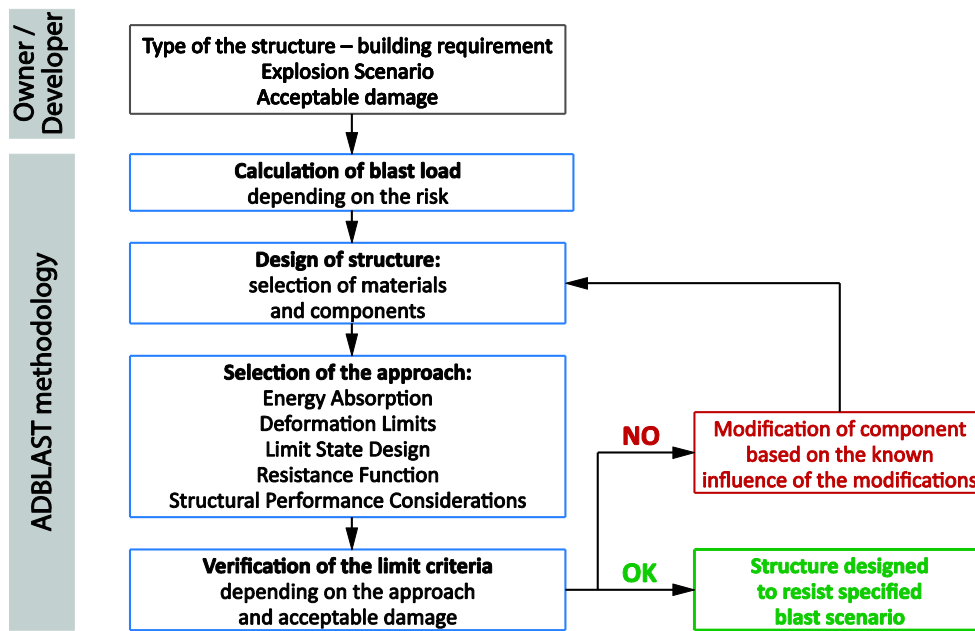 Owner /
Developer
Type of the structure – building requirement
Explosion Scenario
Acceptable damage
ADBLAST methodology
Calculation of blast load
depending on the risk
Design of structure:
selection of materials
and components
Selection of the approach:
Energy Absorption
Deformation Limits
Limit State Design
Resistance Function
Structural Performance Considerations
NO
Modification of component
based on the known
influence of the modifications
Verification of the limit criteria
depending on the approach
and acceptable damage
OK
Structure designed
to resist specified
blast scenario